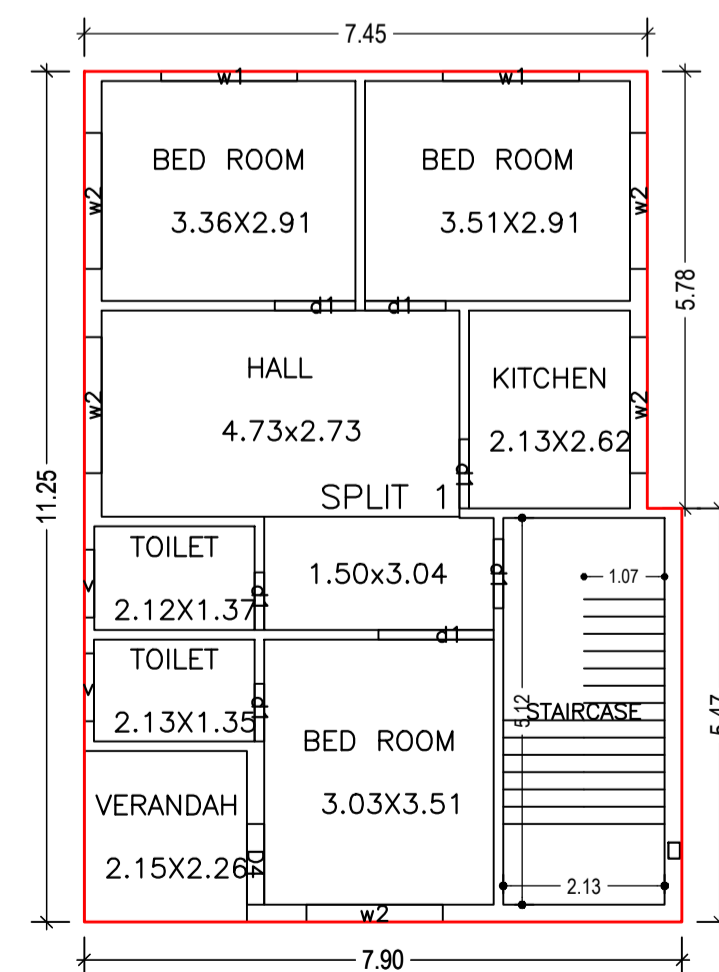 7.45
w1
w1
BED ROOM
3.36X2.91
BED ROOM
3.51X2.91
w2
w2
5.78
d1
d1
HALL
4.73x2.73
KITCHEN
2.13X2.62
w2
w2
d1
11.25
SPLIT 1
TOILET
2.12X1.37
V
d1
1.50x3.04
d1
1.07
d1
TOILET
2.13X1.35
V
d1
BED ROOM
3.03X3.51
5.12
STAIRCASE
5.47
VERANDAH
2.15X2.26
D4
w2
2.13
7.90